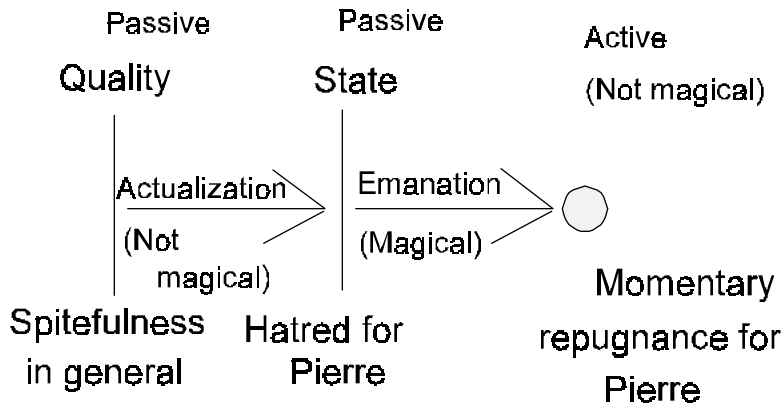 Passive
Quality
Passive
State
Active
(Not magical)
Actualization
(Not
magical)
Emanation
(Magical)
Spitefulness
in general
Hatred for
Pierre
Momentary
repugnance for
Pierre